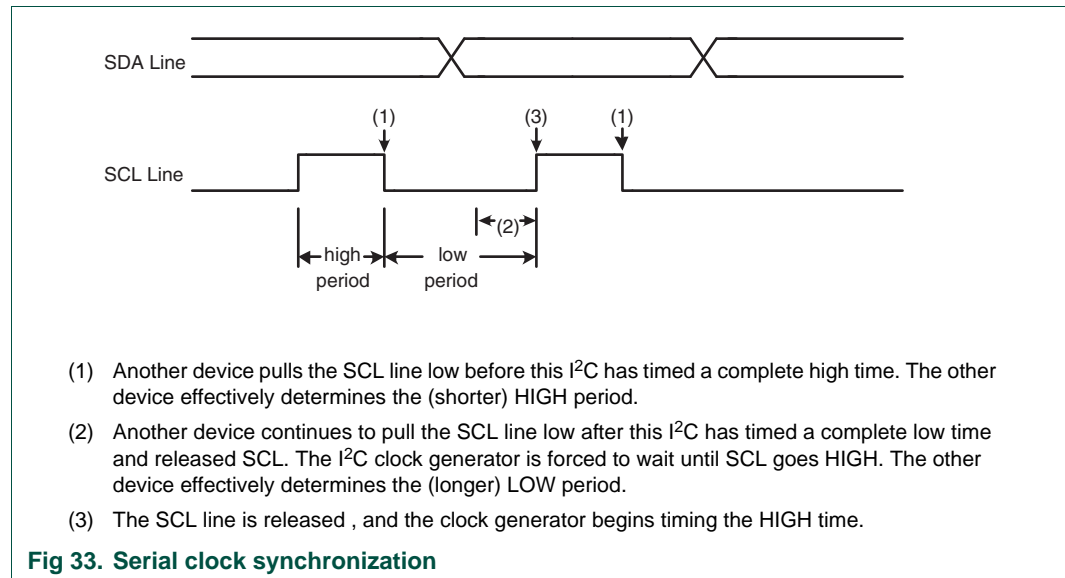 SDA Line
(1)
(3)
(1)
SCL Line
(2)
high
period
low
period
(1) Another device pulls the SCL line low before this I2C has timed a complete high time. The other
device effectively determines the (shorter) HIGH period.
(2) Another device continues to pull the SCL line low after this I2C has timed a complete low time
and released SCL. The I2C clock generator is forced to wait until SCL goes HIGH. The other
device effectively determines the (longer) LOW period.
(3) The SCL line is released , and the clock generator begins timing the HIGH time.
Fig 33. Serial clock synchronization